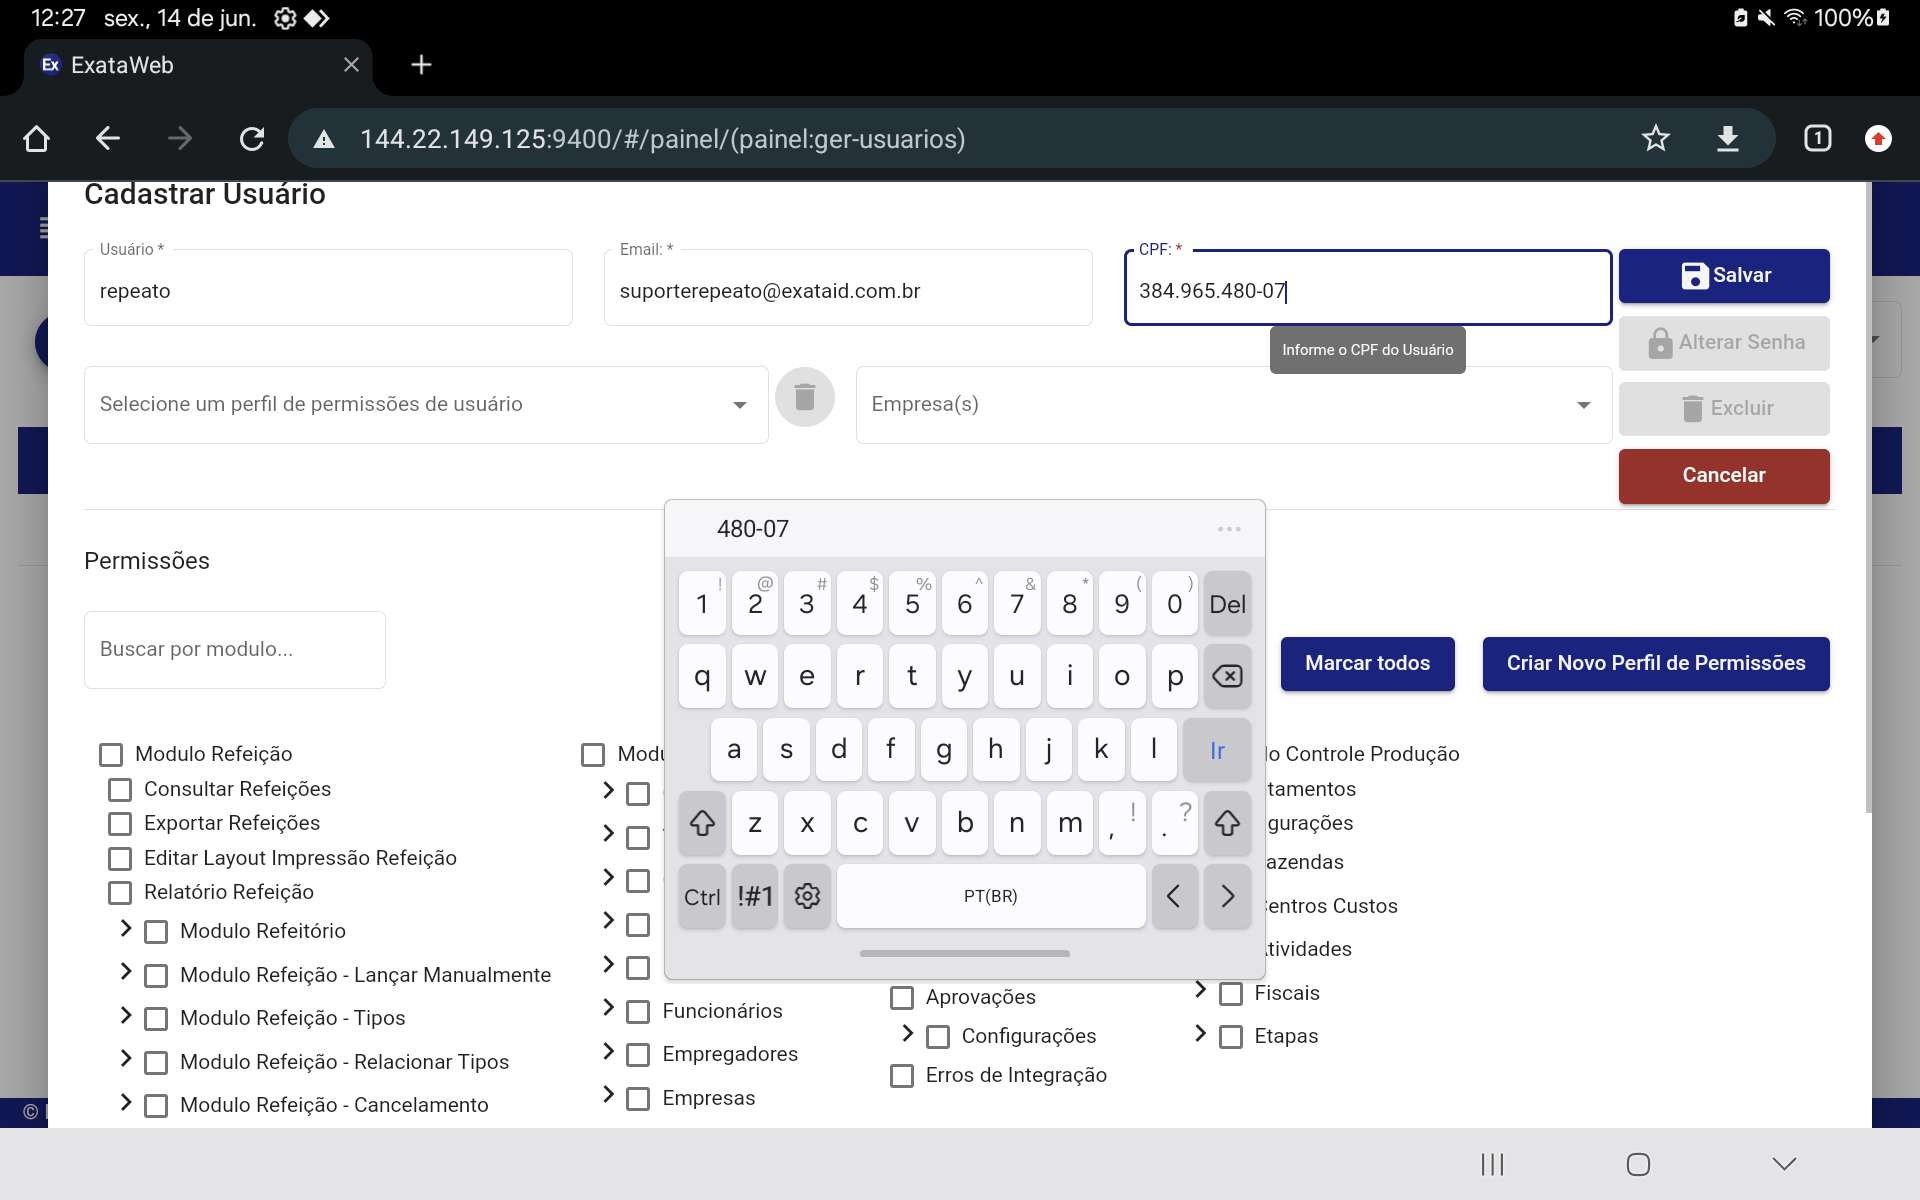 12:27 sex., 14 de jun. 100%
Ex ExataWeb
144.22.149.125:9400/#/painel/(painel:ger-usuarios) 1
Cadastrar Usuário
Usuário * Email: * CPF: *
repeato suporterepeato@exataid.com.br 384.965.480-07 Salvar
Informe o CPF do Usuário Alterar Senha
Selecione um perfil de permissões de usuário Empresa(s) Excluir
Cancelar
480-07 ...
Permissões
! @ # $ % ^ & * ( )
1 2 3 4 5 6 7 8 9 0 Del
Buscar por modulo... Marcar todos Criar Novo Perfil de Permissões
q w e r t y u i o p
a s d f g h j k l Ir
! ?
z x c v b n m , .
Ctrl !#1 PT(BR)
Modulo Refeição
Consultar Refeições
Exportar Refeições
Editar Layout Impressão Refeição
Relatório Refeição
Modulo Refeitório
Modulo Refeição - Lançar Manualmente
Modulo Refeição - Tipos
Modulo Refeição - Relacionar Tipos
Modulo Refeição - Cancelamento
Modu
Funcionários
Empregadores
Empresas
Aprovações
Configurações
Erros de Integração
lo Controle Produção
tamentos
gurações
azendas
entros Custos
tividades
Fiscais
Etapas
©